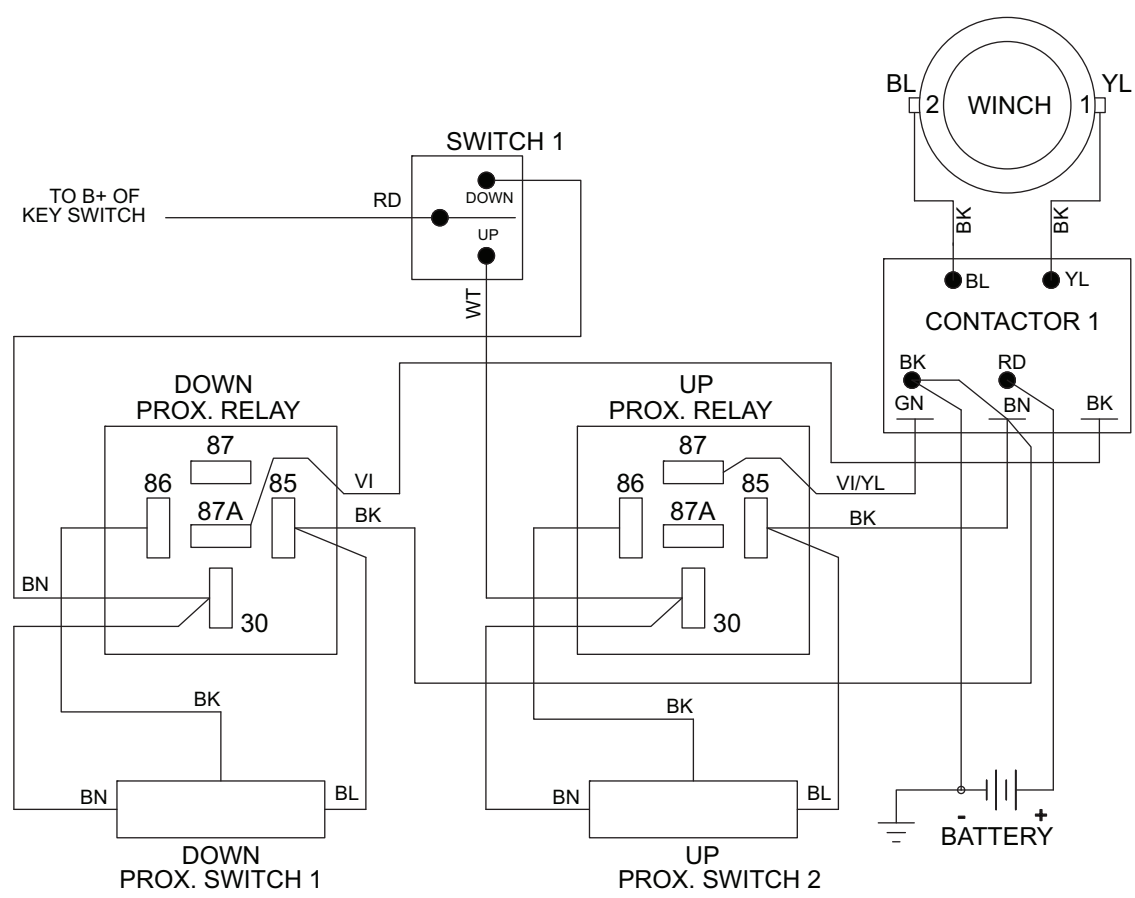 BL
YL
2
WINCH
1
SWITCH 1
TO B+ OF
KEY SWITCH
RD
DOWN
UP
WT
BK
BK
BL
YL
CONTACTOR 1
BK
RD
GN
BN
BK
DOWN
PROX. RELAY
87
86
85
87A
VI
BK
BN
30
UP
PROX. RELAY
87
86
85
87A
VI/YL
BK
30
BK
BN
BL
DOWN
PROX. SWITCH 1
BK
BN
BL
UP
PROX. SWITCH 2
- +
BATTERY